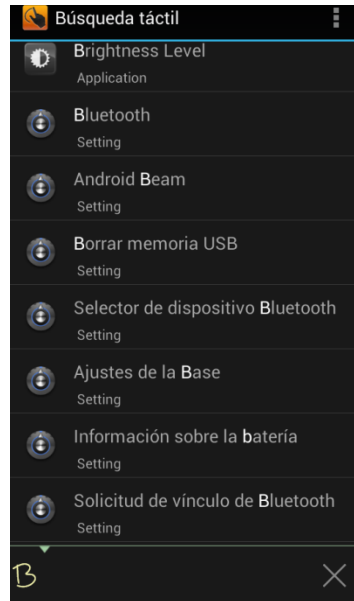 Búsqueda táctil
Brightness Level
Application
Bluetooth
Setting
Android Beam
Setting
Borrar memoria USB
Setting
Selector de dispositivo Bluetooth
Setting
Ajustes de la Base
Setting
Información sobre la batería
Setting
Solicitud de vínculo de Bluetooth
Setting
B